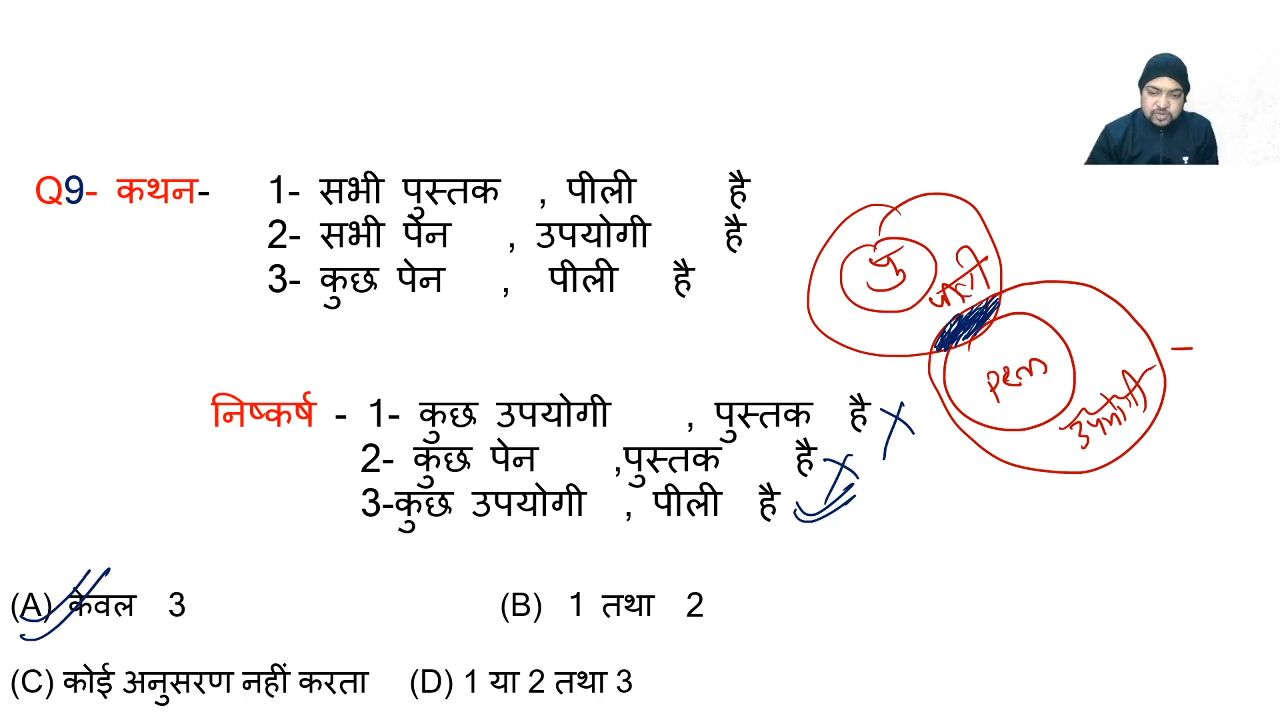 Q9- कथन- 1- सभी पुस्तक , पीली है
2- सभी पेन , उपयोगी है
3- कुछ पेन , पीली है
पु
पीली
pen
उपयोगी
निष्कर्ष - 1- कुछ उपयोगी , पुस्तक है
2- कुछ पेन ,पुस्तक है
3-कुछ उपयोगी , पीली है
(A) केवल 3 (B) 1 तथा 2
(C) कोई अनुसरण नहीं करता (D) 1 या 2 तथा 3